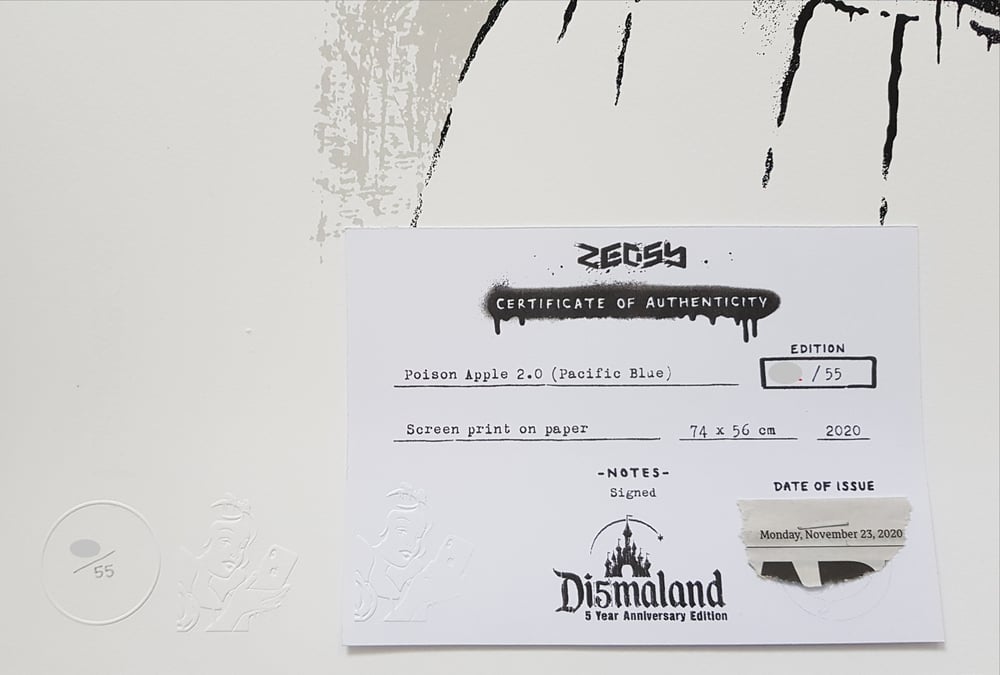 ZEOSY
CERTIFICATE OF AUTHENTICITY
EDITION
Poison Apple 2.0 (Pacific Blue)
/ 55
Screen print on paper
74 x 56 cm
2020
-NOTES-
Signed
DATE OF ISSUE
Monday, November 23, 2020
Di5maland
5 Year Anniversary Edition
/55